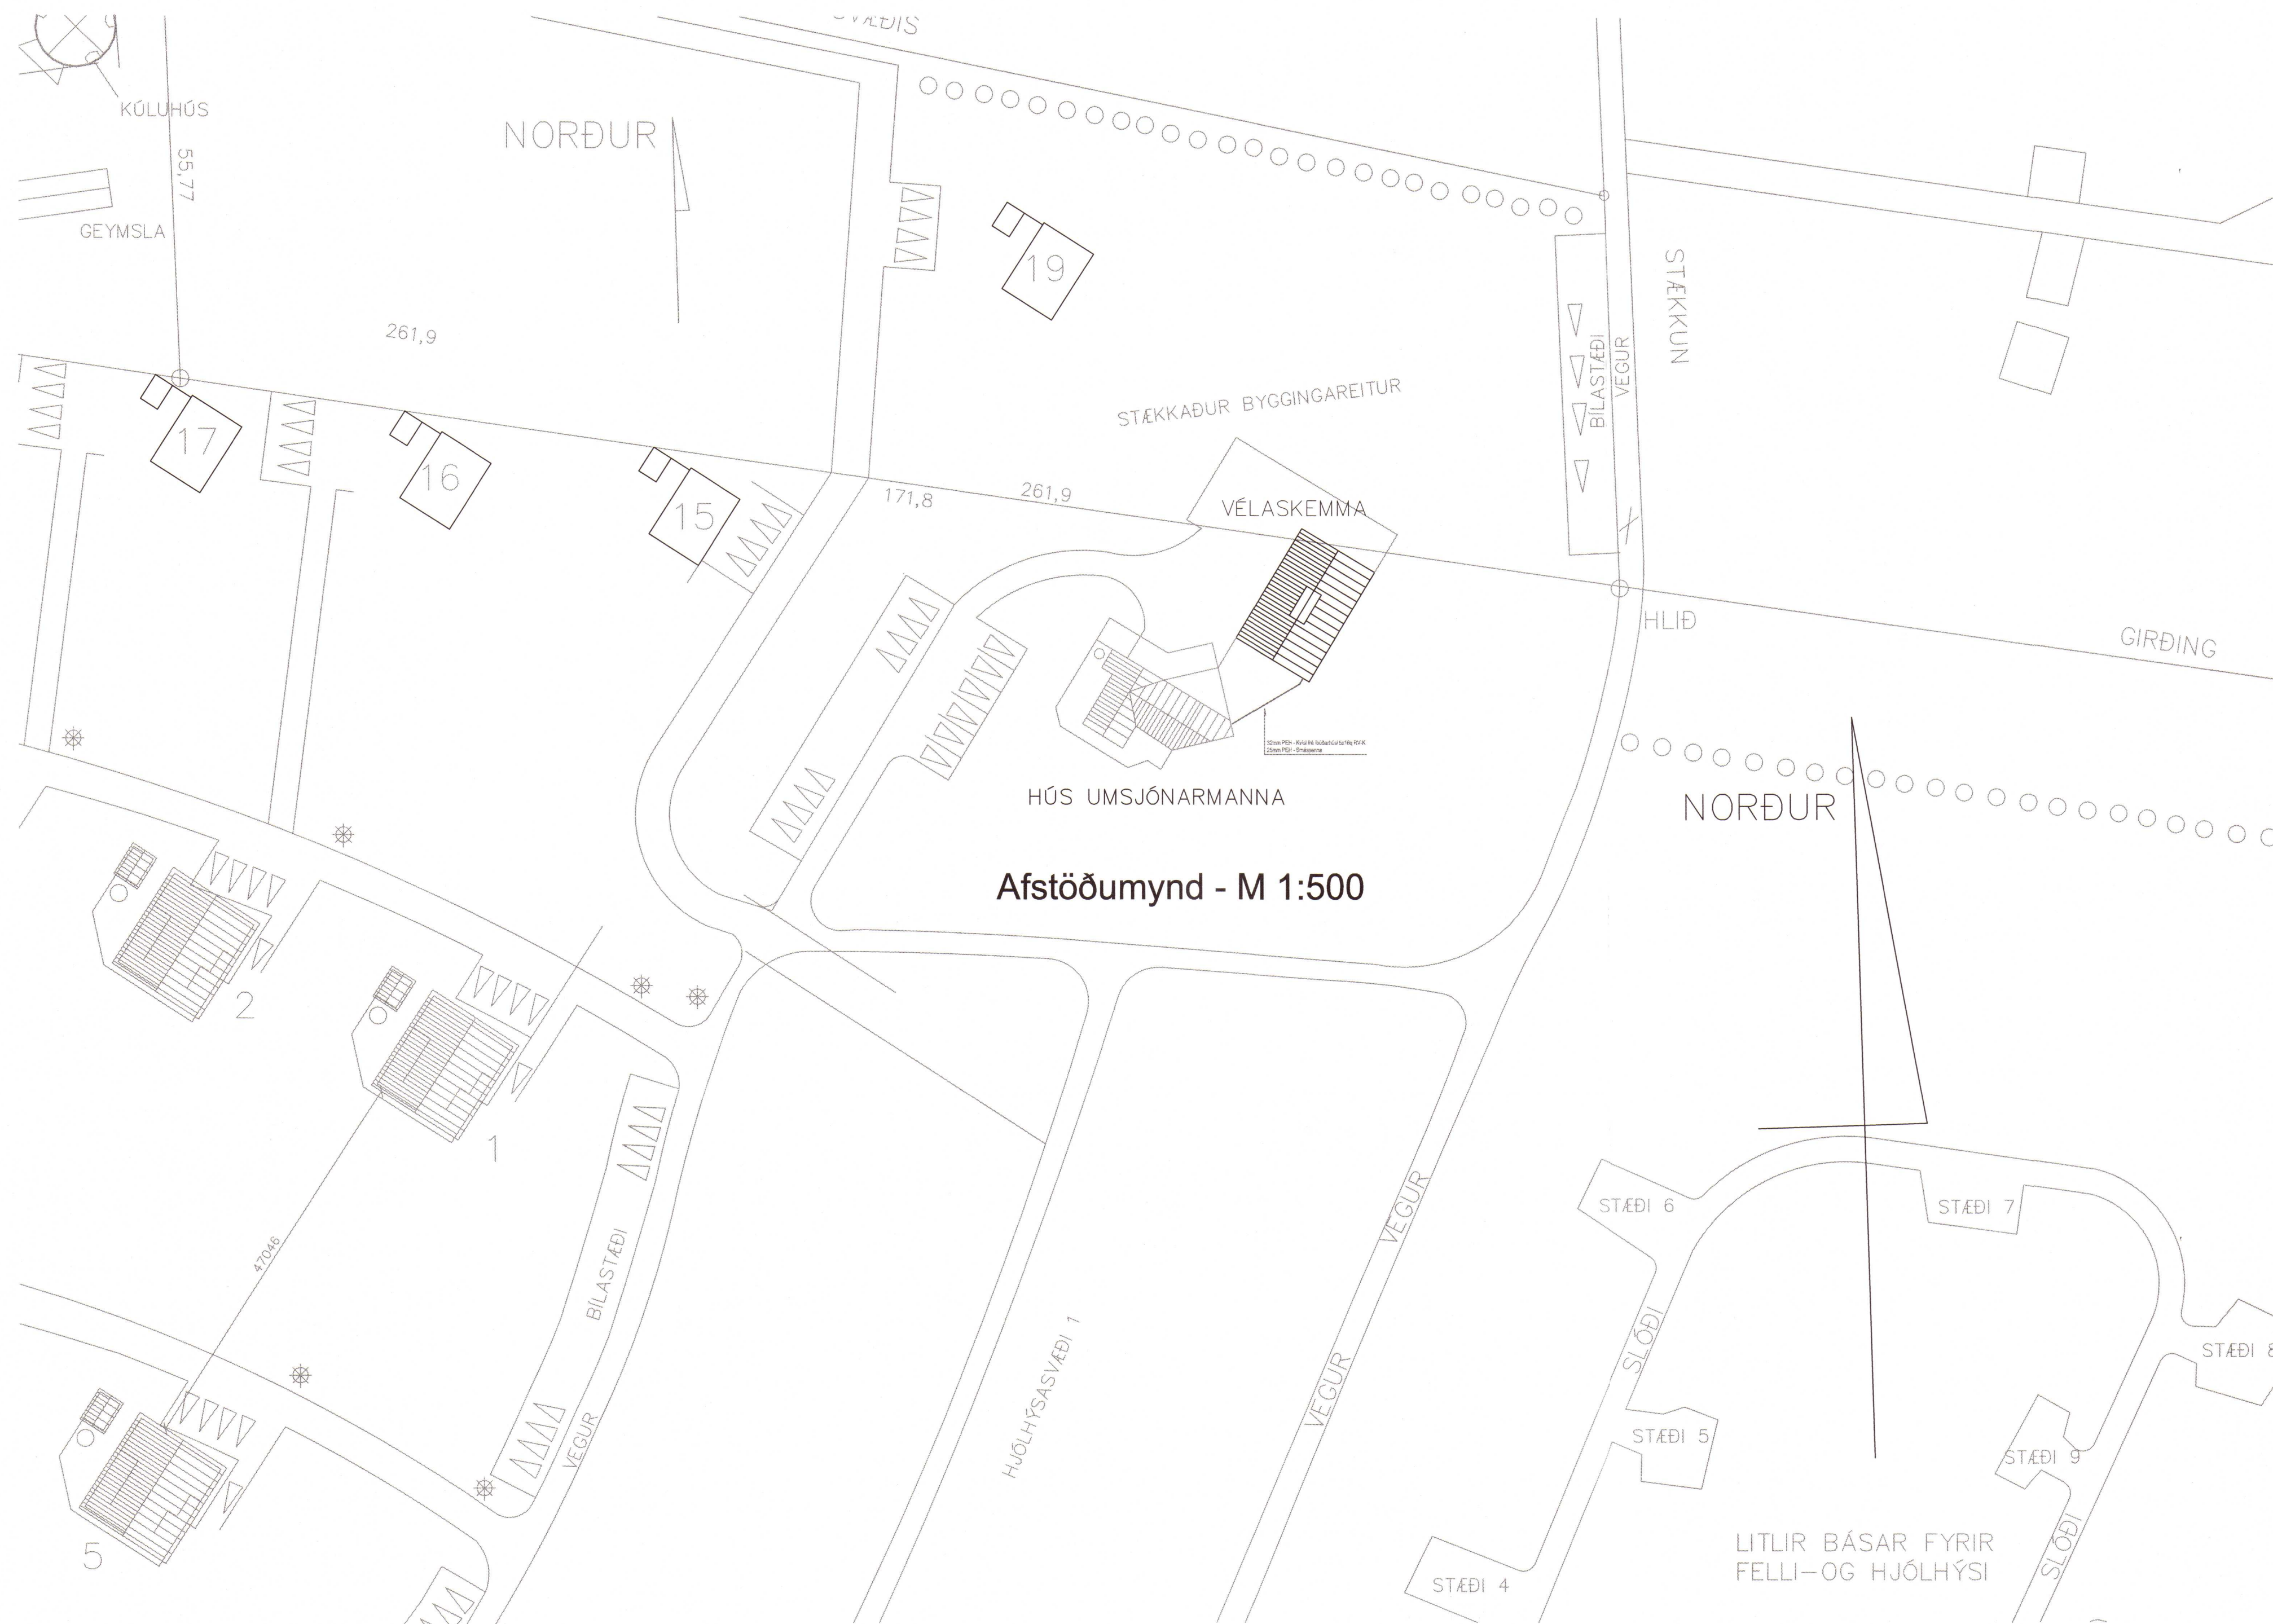 KÚLUHÚS
55,77
NORÐUR
GEYMSLA
261,9
19
STÆKKUN
BÍLASTÆÐI
VEGUR
STÆKKAÐUR BYGGINGAREITUR
17
16
15
171,8
261,9
VÉLASKEMMA
HLIÐ
GIRÐING
HÚS UMSJÓNARMANNA
NORÐUR
Afstöðumynd - M 1:500
2
1
47046
BÍLASTÆÐI
VEGUR
5
HJÓLHÝSASVÆÐI 1
VEGUR
VEGUR
STÆÐI 6
STÆÐI 7
SLÓÐI
STÆÐI 8
STÆÐI 5
STÆÐI 9
SLÓÐI
STÆÐI 4
LITLIR BÁSAR FYRIR
FELLI-OG HJÓLHÝSI